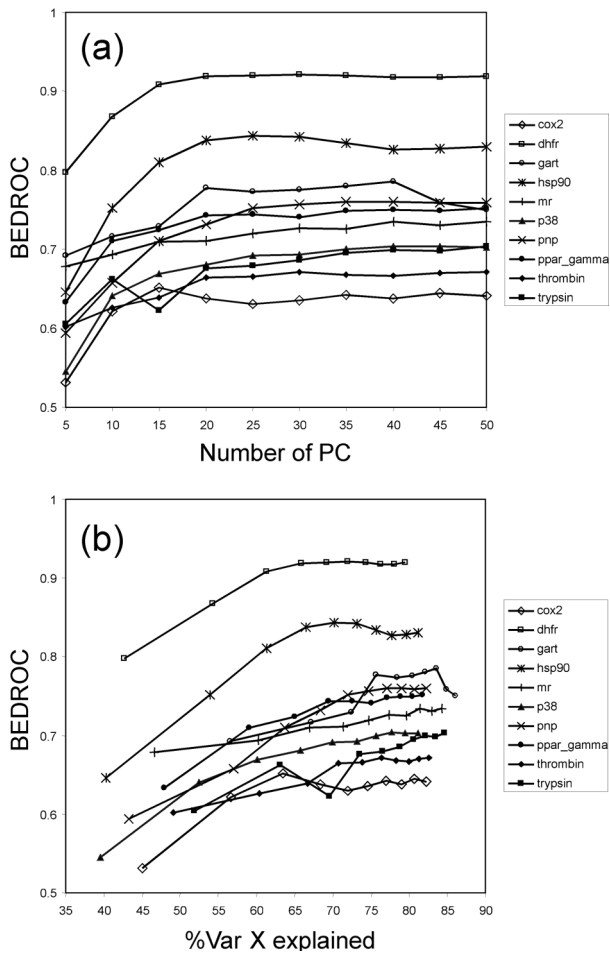 (a)
BEDROC
1
0.9
0.8
0.7
0.6
0.5
5 10 15 20 25 30 35 40 45 50
Number of PC
cox2
dhfr
gart
hsp90
mr
p38
pnp
ppar_gamma
thrombin
trypsin
(b)
BEDROC
1
0.9
0.8
0.7
0.6
0.5
35 40 45 50 55 60 65 70 75 80 85 90
%Var X explained
cox2
dhfr
gart
hsp90
mr
p38
pnp
ppar_gamma
thrombin
trypsin